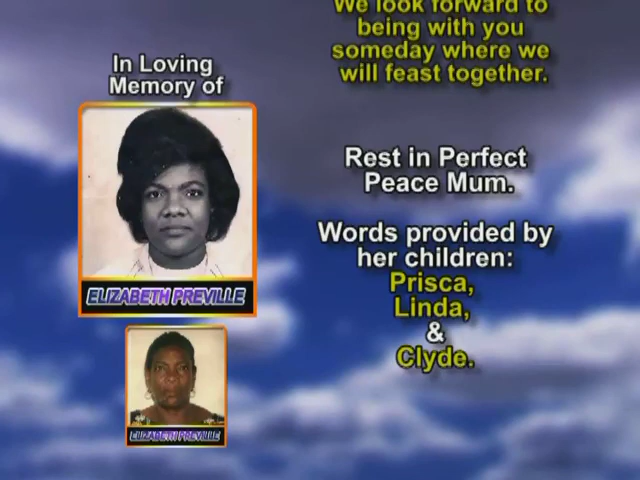 In Loving
Memory of
ELIZABETH PREVILLE
ELIZABETH PREVILLE
We look forward to
being with you
someday where we
will feast together.
Rest in Perfect
Peace Mum.
Words provided by
her children:
Prisca,
Linda,
&
Clyde.